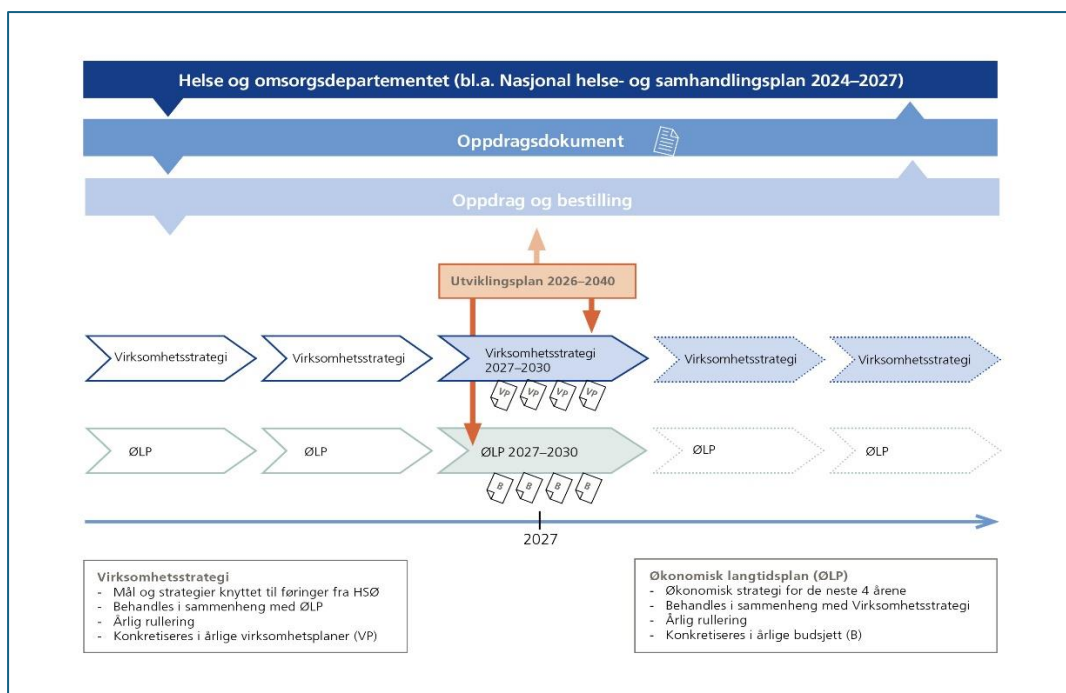 Helse og omsorgsdepartementet (bl.a. Nasjonal helse- og samhandlingsplan 2024–2027)
Oppdragsdokument
Oppdrag og bestilling
Utviklingsplan 2026–2040
Virksomhetsstrategi
Virksomhetsstrategi
Virksomhetsstrategi
2027–2030
Virksomhetsstrategi
Virksomhetsstrategi
VP
VP
VP
VP
ØLP
ØLP
ØLP 2027–2030
ØLP
ØLP
B
B
B
B
2027
Virksomhetsstrategi
- Mål og strategier knyttet til føringer fra HSØ
- Behandles i sammenheng med ØLP
- Årlig rullering
- Konkretiseres i årlige virksomhetsplaner (VP)
Økonomisk langtidsplan (ØLP)
- Økonomisk strategi for de neste 4 årene
- Behandles i sammenheng med Virksomhetsstrategi
- Årlig rullering
- Konkretiseres i årlige budsjett (B)